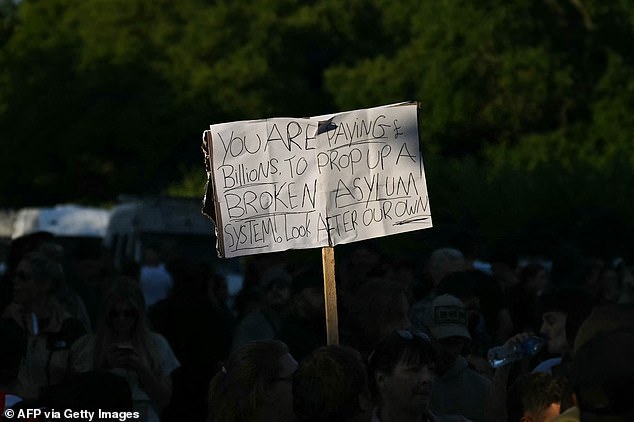 YOU ARE PAYING £
Billions. TO PROP UP A
BROKEN ASYLUM
SYSTEM! LOOK AFTER OUR OWN
© AFP via Getty Images